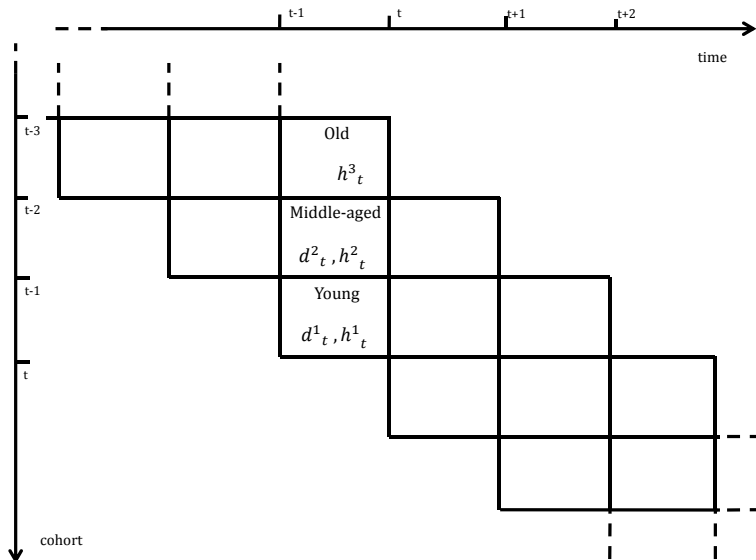 t-1 t t+1 t+2
time
t-3
Old
h³ₜ
t-2
Middle-aged
d²ₜ , h²ₜ
t-1
Young
d¹ₜ , h¹ₜ
t
cohort